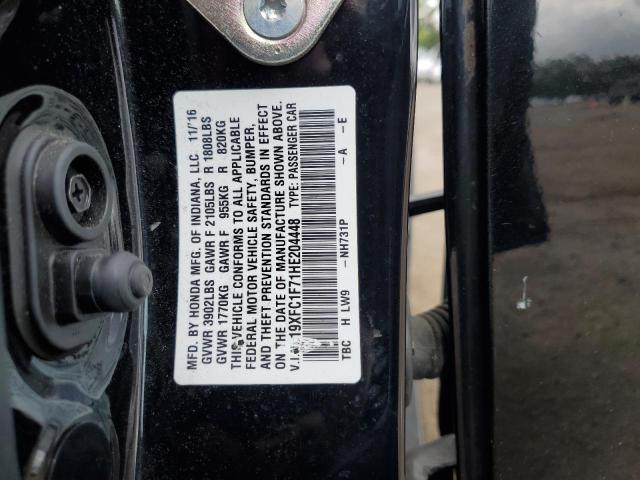 MFD. BY HONDA MFG. OF INDIANA, LLC 11/16
GVWR 3902LBS GAWR F 2105LBS R 1808LBS
GVWR 1770KG GAWR F 955KG R 820KG
THIS VEHICLE CONFORMS TO ALL APPLICABLE
FEDERAL MOTOR VEHICLE SAFETY, BUMPER,
AND THEFT PREVENTION STANDARDS IN EFFECT
ON THE DATE OF MANUFACTURE SHOWN ABOVE.
19XFC1F71HE204448 TYPE: PASSENGER CAR
TBC H LW9 -NH731P -A -E